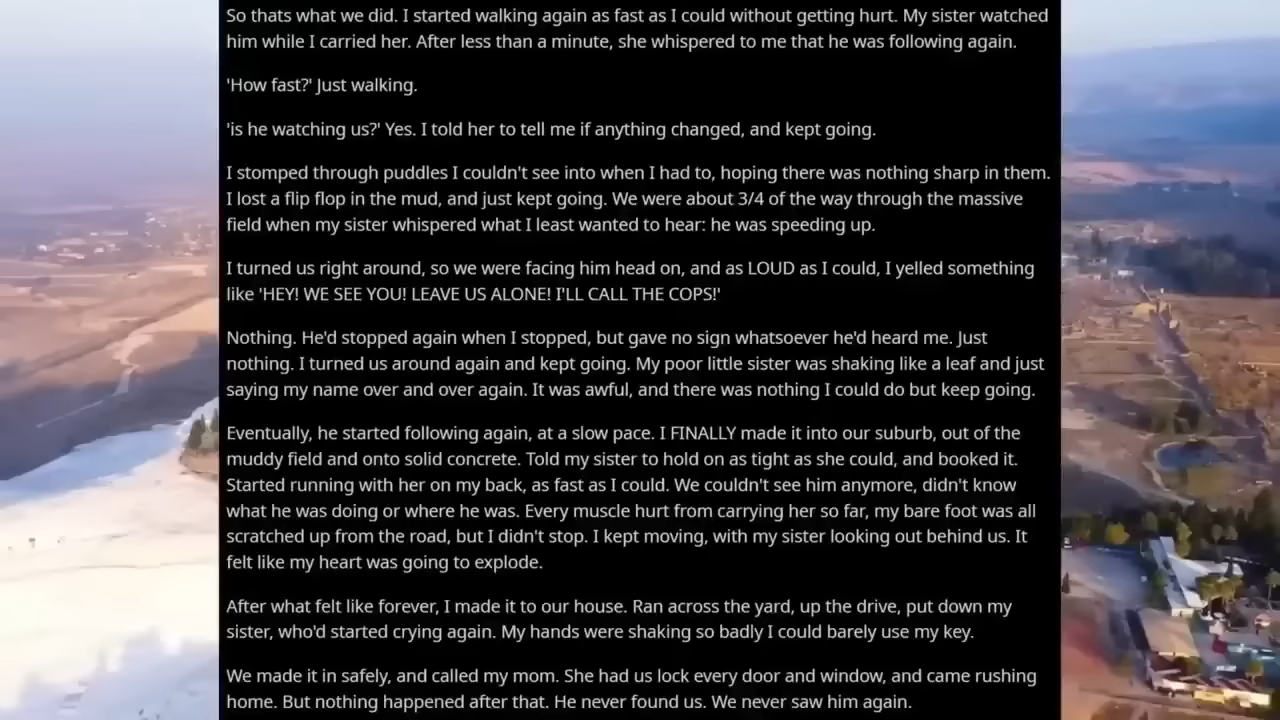 So thats what we did. I started walking again as fast as I could without getting hurt. My sister watched
him while I carried her. After less than a minute, she whispered to me that he was following again.
'How fast?' Just walking.
'is he watching us?' Yes. I told her to tell me if anything changed, and kept going.
I stomped through puddles I couldn't see into when I had to, hoping there was nothing sharp in them.
I lost a flip flop in the mud, and just kept going. We were about 3/4 of the way through the massive
field when my sister whispered what I least wanted to hear: he was speeding up.
I turned us right around, so we were facing him head on, and as LOUD as I could, I yelled something
like 'HEY! WE SEE YOU! LEAVE US ALONE! I'LL CALL THE COPS!'
Nothing. He'd stopped again when I stopped, but gave no sign whatsoever he'd heard me. Just
nothing. I turned us around again and kept going. My poor little sister was shaking like a leaf and just
saying my name over and over again. It was awful, and there was nothing I could do but keep going.
Eventually, he started following again, at a slow pace. I FINALLY made it into our suburb, out of the
muddy field and onto solid concrete. Told my sister to hold on as tight as she could, and booked it.
Started running with her on my back, as fast as I could. We couldn't see him anymore, didn't know
what he was doing or where he was. Every muscle hurt from carrying her so far, my bare foot was all
scratched up from the road, but I didn't stop. I kept moving, with my sister looking out behind us. It
felt like my heart was going to explode.
After what felt like forever, I made it to our house. Ran across the yard, up the drive, put down my
sister, who'd started crying again. My hands were shaking so badly I could barely use my key.
We made it in safely, and called my mom. She had us lock every door and window, and came rushing
home. But nothing happened after that. He never found us. We never saw him again.